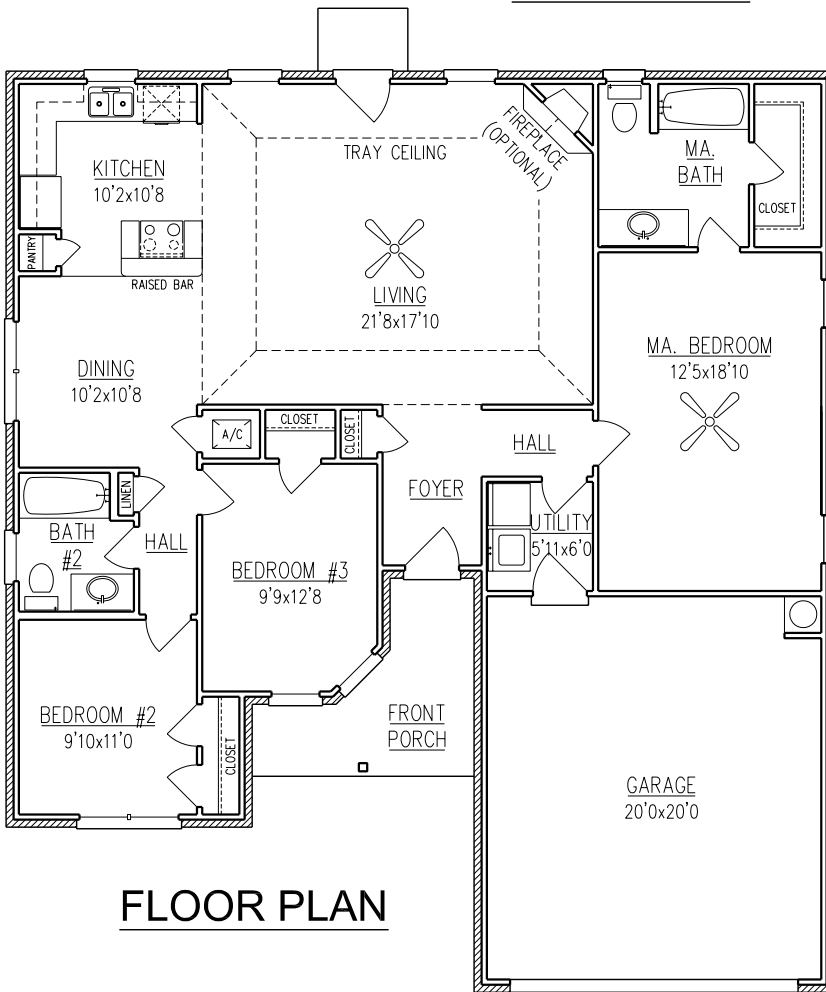 FIREPLACE
(OPTIONAL)
TRAY CEILING
MA.
BATH
CLOSET
KITCHEN
10'2x10'8
PANTRY
RAISED BAR
LIVING
21'8x17'10
MA. BEDROOM
12'5x18'10
DINING
10'2x10'8
A/C
CLOSET
CLOSET
HALL
FOYER
LINEN
BATH
#2
HALL
UTILITY
5'11x6'0
BEDROOM #3
9'9x12'8
BEDROOM #2
9'10x11'0
CLOSET
FRONT
PORCH
GARAGE
20'0x20'0
FLOOR PLAN